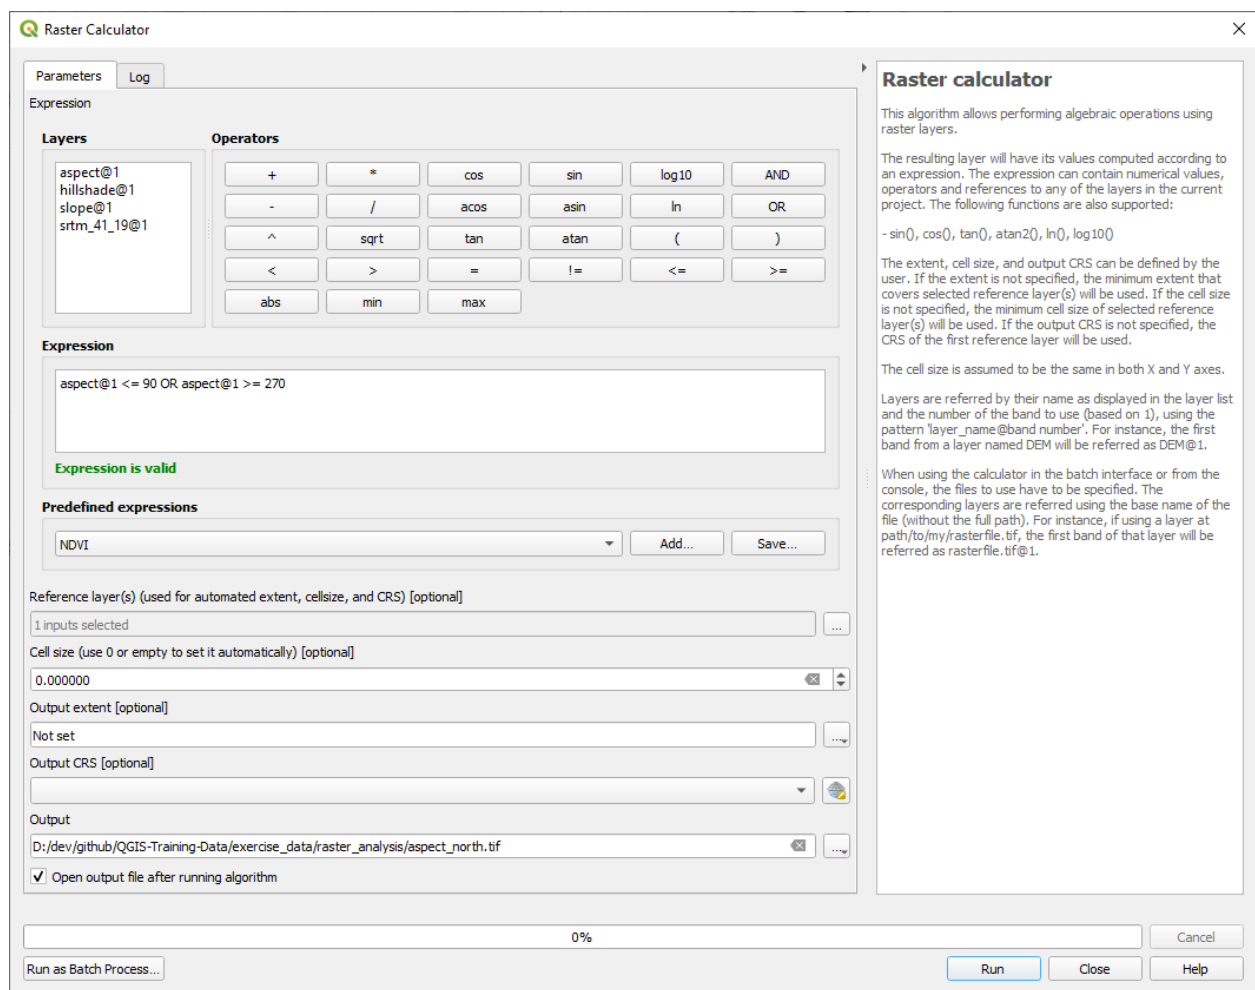 Raster Calculator
Parameters
Log
Expression
Layers
aspect@1
hillshade@1
slope@1
srtm_41_19@1
Operators
+ * cos sin log10 AND
- / acos asin ln OR
^ sqrt tan atan ( )
< > = != <= >=
abs min max
Expression
aspect@1 <= 90 OR aspect@1 >= 270
Expression is valid
Predefined expressions
NDVI
Add...
Save...
Reference layer(s) (used for automated extent, cellsize, and CRS) [optional]
1 inputs selected
...
Cell size (use 0 or empty to set it automatically) [optional]
0.000000
Output extent [optional]
Not set
...
Output CRS [optional]
Output
D:/dev/github/QGIS-Training-Data/exercise_data/raster_analysis/aspect_north.tif
...
Open output file after running algorithm
Raster calculator
This algorithm allows performing algebraic operations using
raster layers.
The resulting layer will have its values computed according to
an expression. The expression can contain numerical values,
operators and references to any of the layers in the current
project. The following functions are also supported:
- sin(), cos(), tan(), atan2(), ln(), log10()
The extent, cell size, and output CRS can be defined by the
user. If the extent is not specified, the minimum extent that
covers selected reference layer(s) will be used. If the cell size
is not specified, the minimum cell size of selected reference
layer(s) will be used. If the output CRS is not specified, the
CRS of the first reference layer will be used.
The cell size is assumed to be the same in both X and Y axes.
Layers are referred by their name as displayed in the layer list
and the number of the band to use (based on 1), using the
pattern 'layer_name@band number'. For instance, the first
band from a layer named DEM will be referred as DEM@1.
When using the calculator in the batch interface or from the
console, the files to use have to be specified. The
corresponding layers are referred using the base name of the
file (without the full path). For instance, if using a layer at
path/to/my/rasterfile.tif, the first band of that layer will be
referred as rasterfile.tif@1.
0%
Cancel
Run as Batch Process...
Run
Close
Help